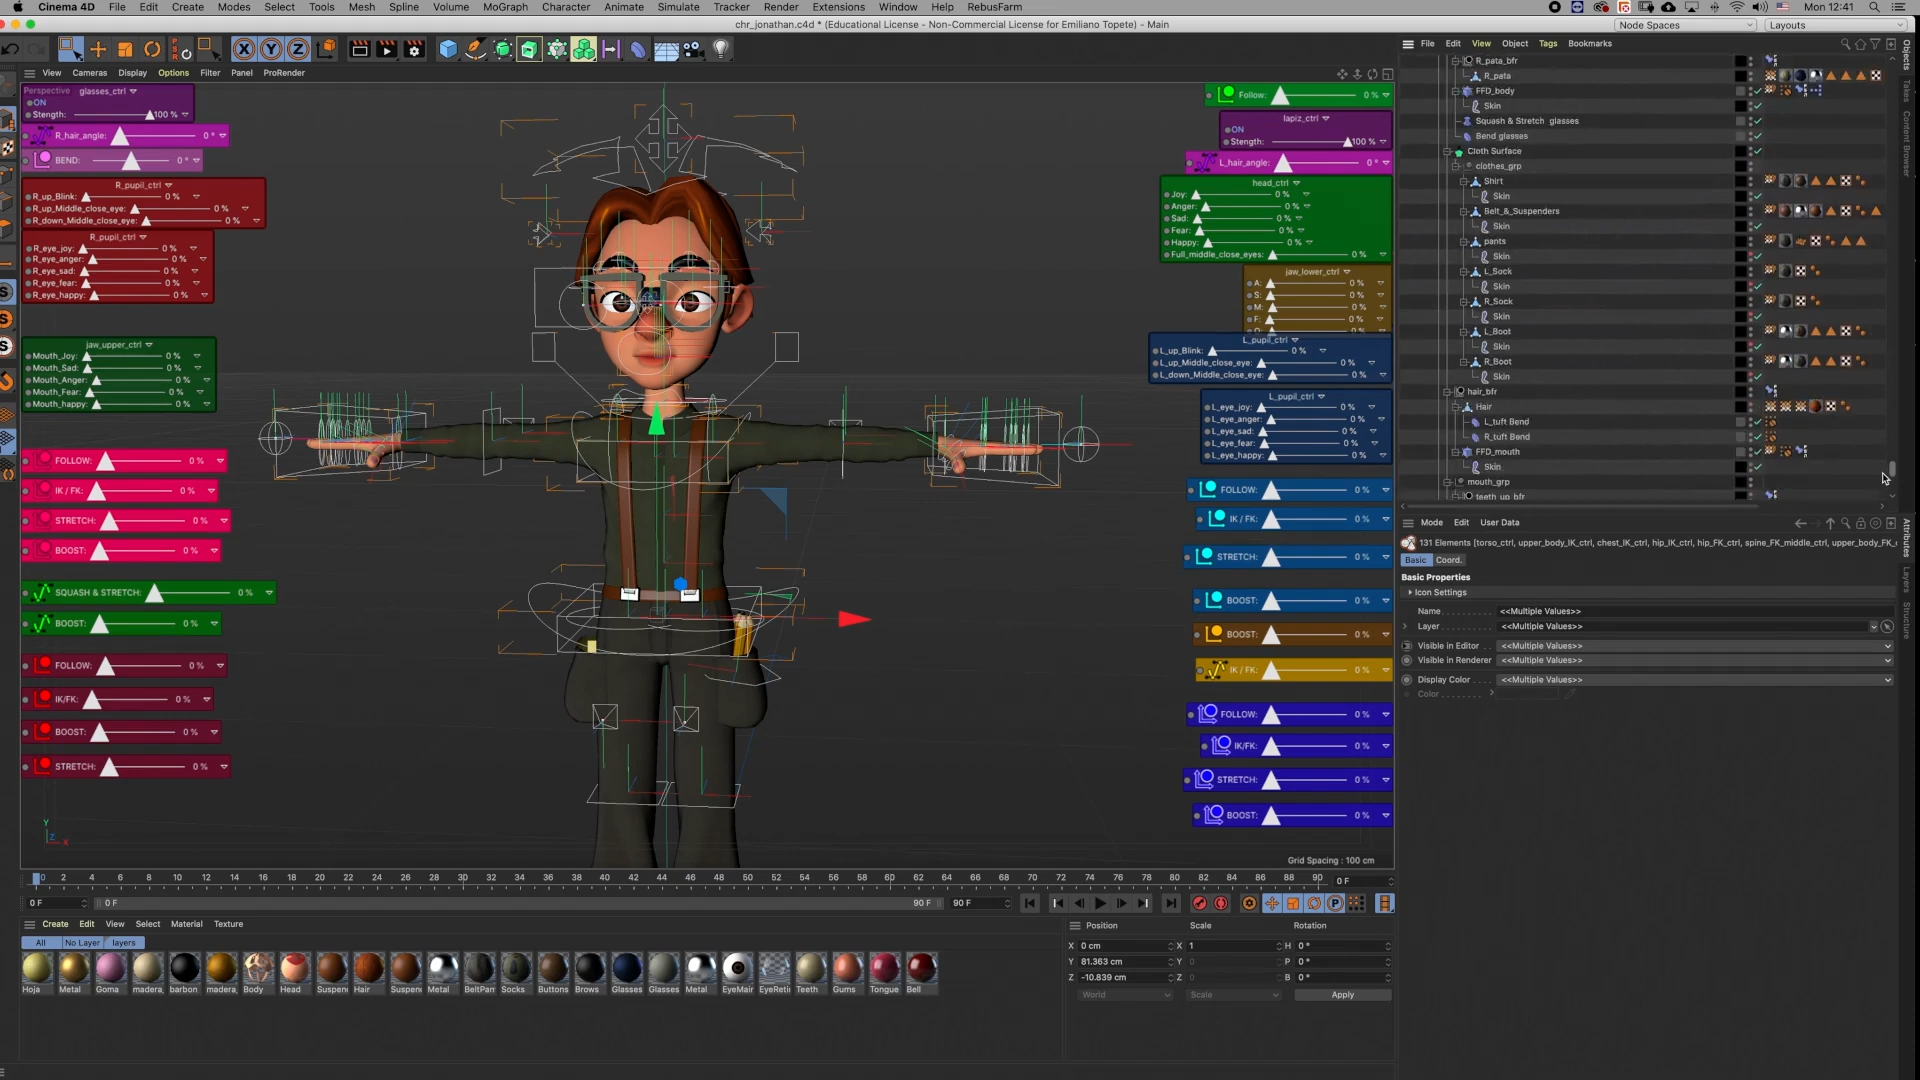 Cinema 4D File Edit Create Modes Select Tools Mesh Spline Volume MoGraph Character Animate Simulate Tracker Render Extensions Window Help RebusFarm Mon 12:41
chr_jonathan.c4d * (Educational License - Non-Commercial License for Emiliano Topete) - Main
Node Spaces Layouts
X Y Z
View Cameras Display Options Filter Panel ProRender
Perspective glasses_ctrl
ON
Stength: 100 %
R_hair_angle: 0 °
BEND: 0 °
R_pupil_ctrl
R_up_Blink: 0 %
R_up_Middle_close_eye: 0 %
R_down_Middle_close_eye: 0 %
R_pupil_ctrl
R_eye_joy: 0 %
R_eye_anger: 0 %
R_eye_sad: 0 %
R_eye_fear: 0 %
R_eye_happy: 0 %
jaw_upper_ctrl
Mouth_Joy: 0 %
Mouth_Sad: 0 %
Mouth_Anger: 0 %
Mouth_Fear: 0 %
Mouth_happy: 0 %
FOLLOW: 0 %
IK / FK: 0 %
STRETCH: 0 %
BOOST: 0 %
SQUASH & STRETCH: 0 %
BOOST: 0 %
FOLLOW: 0 %
IK/FK: 0 %
BOOST: 0 %
STRETCH: 0 %
Follow: 0 %
lapiz_ctrl
ON
Stength: 100 %
L_hair_angle: 0 °
head_ctrl
Joy: 0 %
Anger: 0 %
Sad: 0 %
Fear: 0 %
Happy: 0 %
Full_middle_close_eyes: 0 %
jaw_lower_ctrl
A: 0 %
S: 0 %
M: 0 %
F: 0 %
L_pupil_ctrl
L_up_Blink: 0 %
L_up_Middle_close_eye: 0 %
L_down_Middle_close_eye: 0 %
L_pupil_ctrl
L_eye_joy: 0 %
L_eye_anger: 0 %
L_eye_sad: 0 %
L_eye_fear: 0 %
L_eye_happy: 0 %
FOLLOW: 0 %
IK / FK: 0 %
STRETCH: 0 %
BOOST: 0 %
BOOST: 0 %
IK / FK: 0 %
FOLLOW: 0 %
IK/FK: 0 %
STRETCH: 0 %
BOOST: 0 %
Y
Z
X
Grid Spacing : 100 cm
0 2 4 6 8 10 12 14 16 18 20 22 24 26 28 30 32 34 36 38 40 42 44 46 48 50 52 54 56 58 60 62 64 66 68 70 72 74 76 78 80 82 84 86 88 90 0 F
0 F 0 F 90 F 90 F
Create Edit View Select Material Texture
All No Layer layers
Hoja Metal Goma madera_ barbon madera_ Body Head Suspen Hair Suspen Metal BeltPan Socks Buttons Brows Glasses Glasses Metal EyeMair EyeReti Teeth Gums Tongue Bell
Position Scale Rotation
X 0 cm X 1 H 0 °
Y 81.363 cm Y 0 P 0 °
Z -10.839 cm Z 0 B 0 °
World Scale Apply
File Edit View Object Tags Bookmarks
R_pata_bfr
R_pata
FFD_body
Skin
Squash & Stretch glasses
Bend glasses
Cloth Surface
clothes_grp
Shirt
Skin
Belt_&_Suspenders
Skin
pants
Skin
L_Sock
Skin
R_Sock
Skin
L_Boot
Skin
R_Boot
Skin
hair_bfr
Hair
L_tuft Bend
R_tuft Bend
FFD_mouth
Skin
mouth_grp
teeth_up_bfr
Mode Edit User Data
131 Elements [torso_ctrl, upper_body_IK_ctrl, chest_IK_ctrl, hip_IK_ctrl, hip_FK_ctrl, spine_FK_middle_ctrl, upper_body_FK_c
Basic Coord.
Basic Properties
Icon Settings
Name <<Multiple Values>>
Layer <<Multiple Values>>
Visible in Editor <<Multiple Values>>
Visible in Renderer <<Multiple Values>>
Display Color <<Multiple Values>>
Color
Objects
Takes
Content Browser
Attributes
Layers
Structure